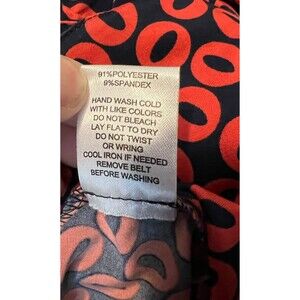 91%POLYESTER
9%SPANDEX
HAND WASH COLD
WITH LIKE COLORS
DO NOT BLEACH
LAY FLAT TO DRY
DO NOT TWIST
OR WRING
COOL IRON IF NEEDED
REMOVE BELT
BEFORE WASHING